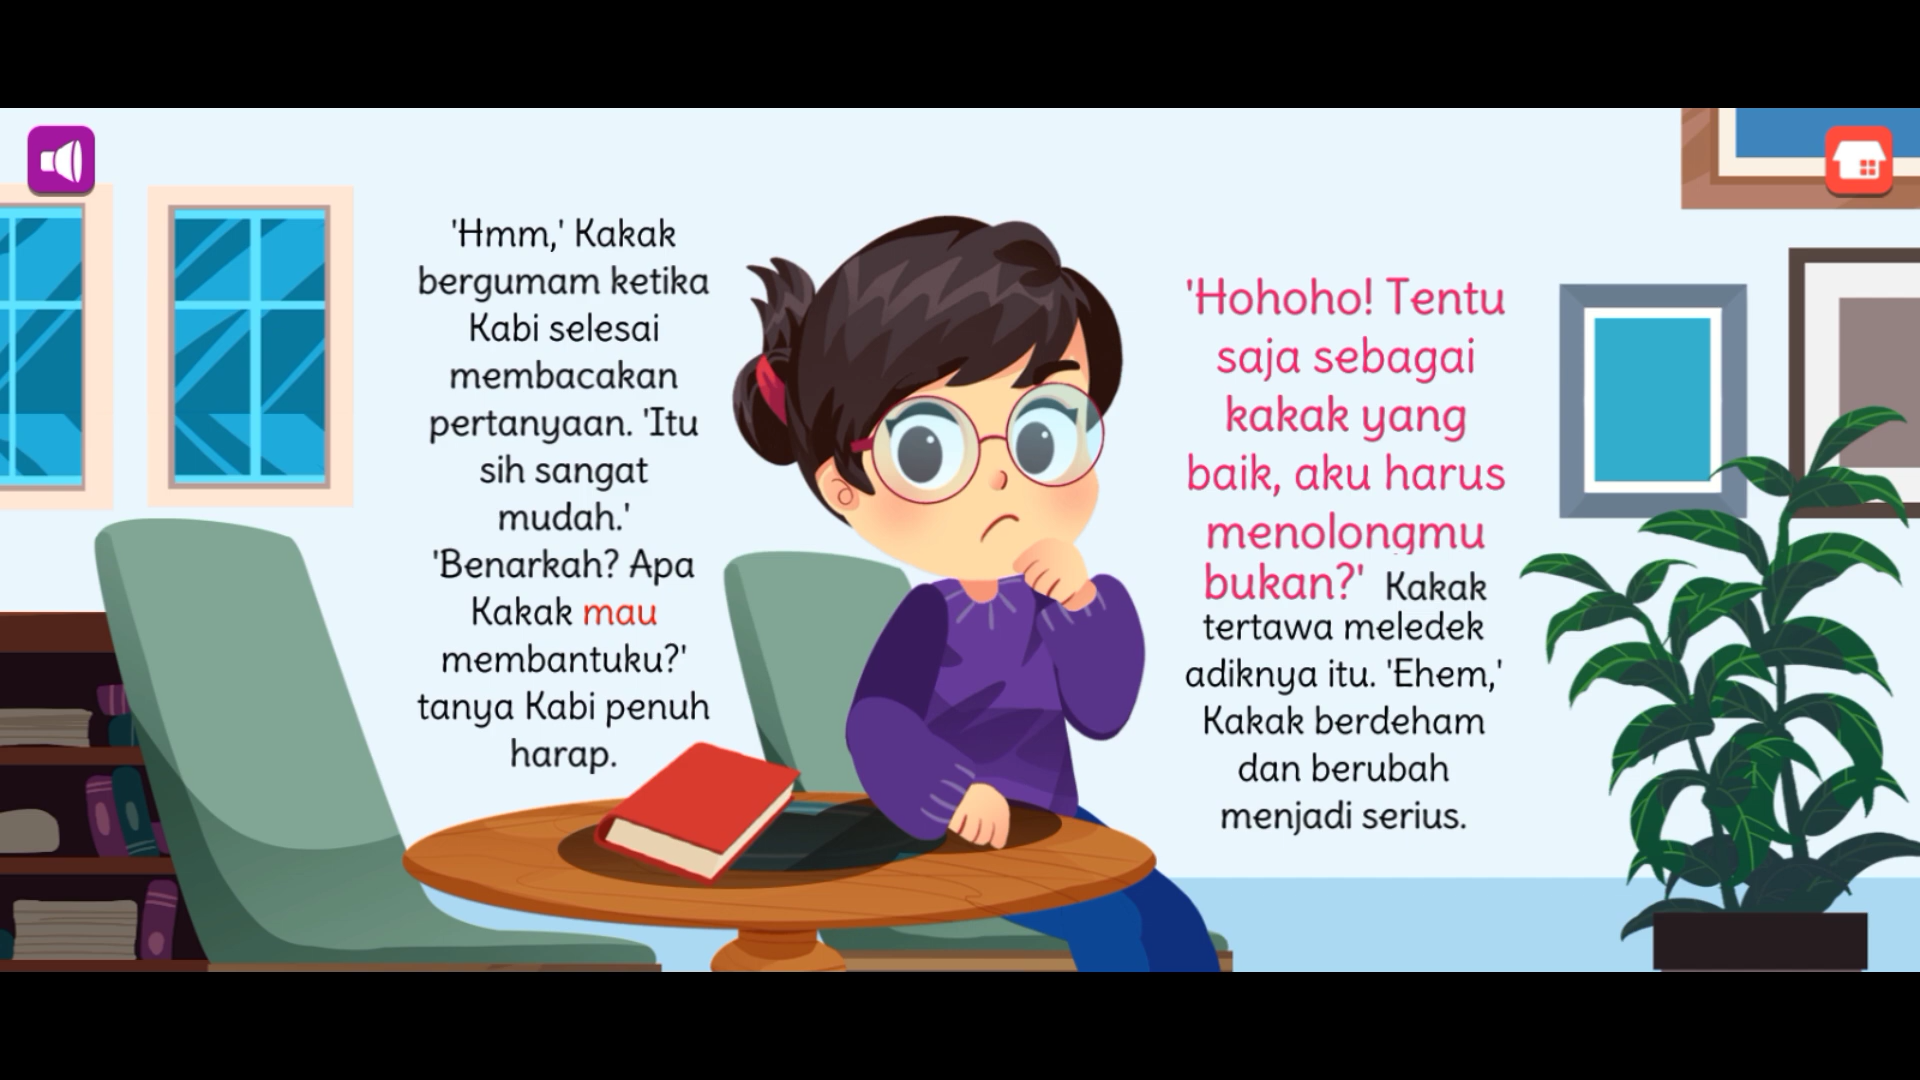 'Hmm,' Kakak
bergumam ketika
Kabi selesai
membacakan
pertanyaan. 'Itu
sih sangat
mudah.'
'Benarkah? Apa
Kakak mau
membantuku?'
tanya Kabi penuh
harap.
'Hohoho! Tentu
saja sebagai
kakak yang
baik, aku harus
menolongmu
bukan?' Kakak
tertawa meledek
adiknya itu. 'Ehem,'
Kakak berdeham
dan berubah
menjadi serius.